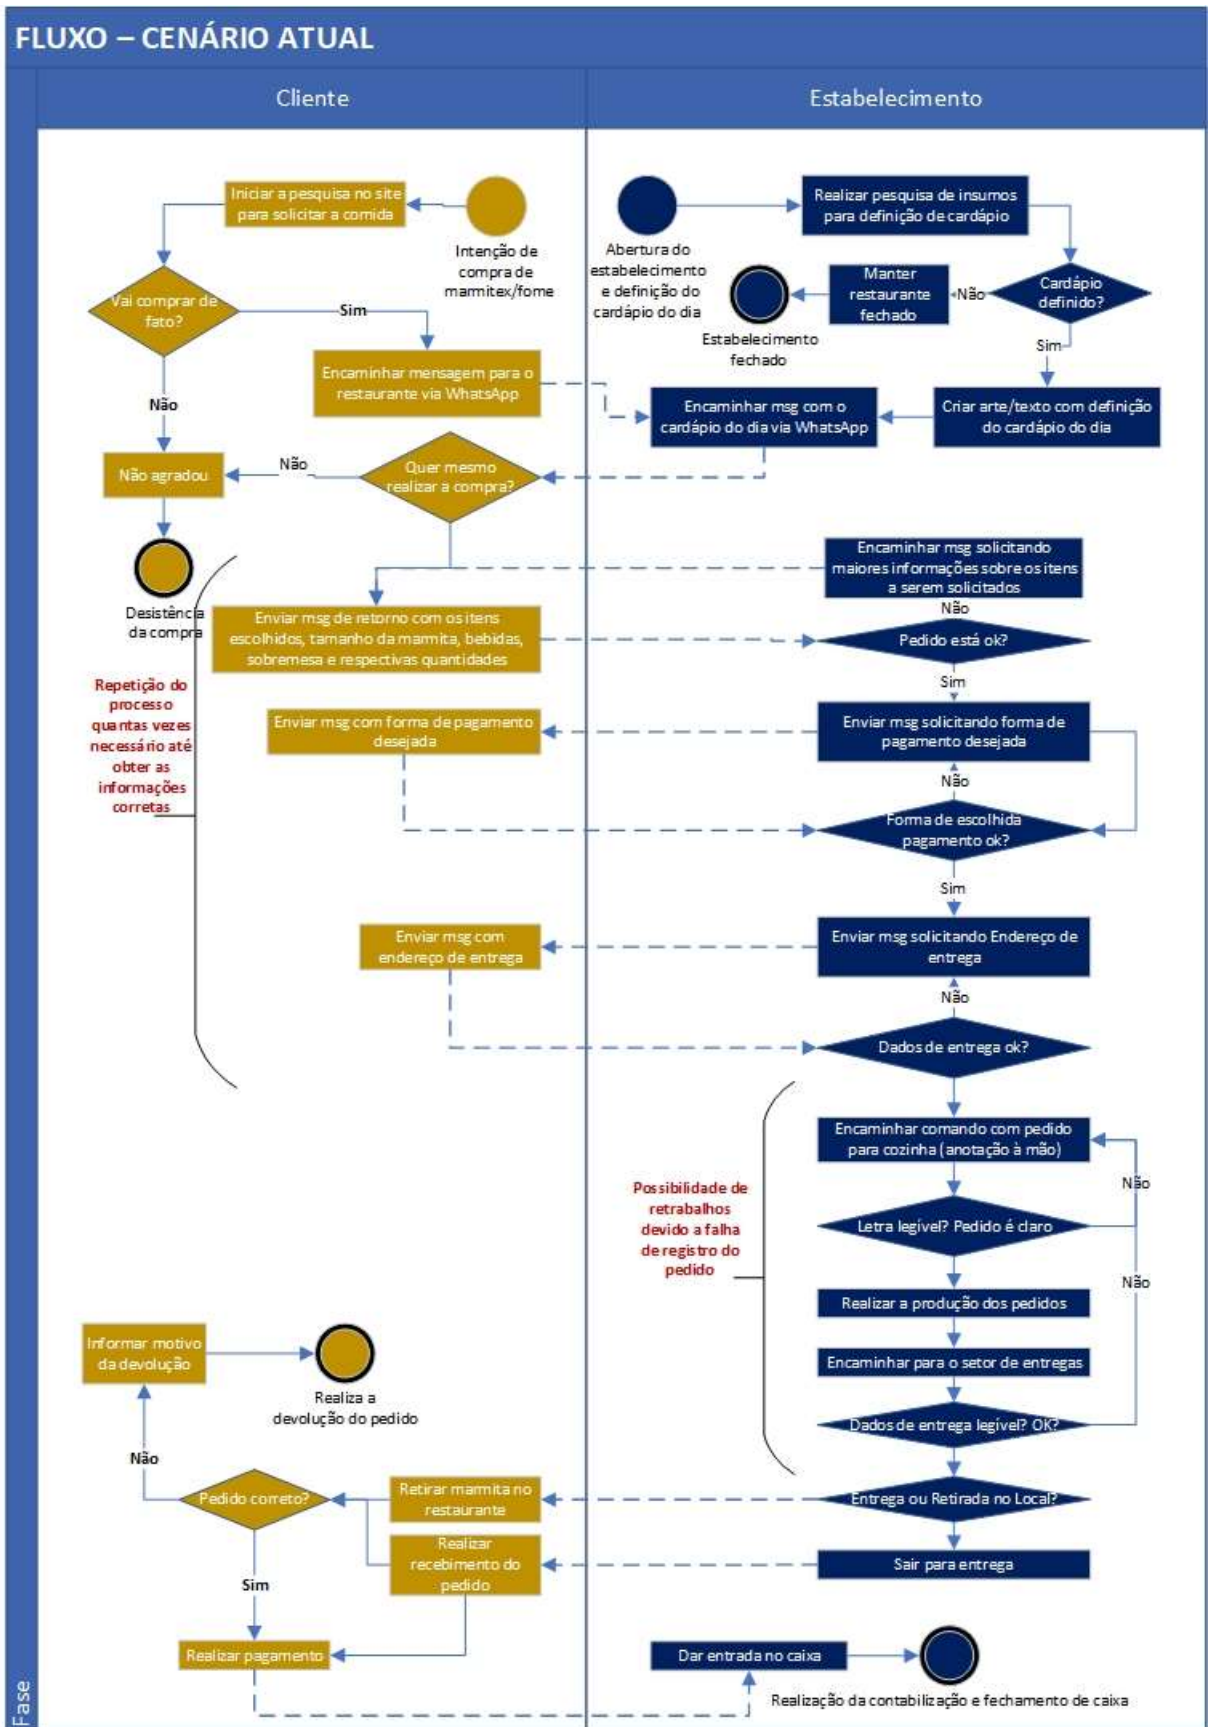 FLUXO – CENÁRIO ATUAL
Cliente
Estabelecimento
Iniciar a pesquisa no site
para solicitar a comida
Intenção de
compra de
marmitex/fome
Abertura do
estabelecimento
e definição do
cardápio do dia
Realizar pesquisa de insumos
para definição de cardápio
Manter
restaurante
fechado
Não
Cardápio
definido?
Estabelecimento
fechado
Sim
Vai comprar de
fato?
Sim
Não
Encaminhar mensagem para o
restaurante via WhatsApp
Encaminhar msg com o
cardápio do dia via WhatsApp
Criar arte/texto com definição
do cardápio do dia
Não agradou
Não
Quer mesmo
realizar a compra?
Desistência
da compra
Encaminhar msg solicitando
maiores informações sobre os itens
a serem solicitados
Não
Enviar msg de retorno com os itens
escolhidos, tamanho da marmita, bebidas,
sobremesa e respectivas quantidades
Pedido está ok?
Sim
Repetição do
processo
quantas vezes
necessário até
obter as
informações
corretas
Enviar msg com forma de pagamento
desejada
Enviar msg solicitando forma de
pagamento desejada
Não
Forma de escolhida
pagamento ok?
Sim
Enviar msg com
endereço de entrega
Enviar msg solicitando Endereço de
entrega
Não
Dados de entrega ok?
Encaminhar comando com pedido
para cozinha (anotação à mão)
Não
Possibilidade de
retrabalhos
devido a falha
de registro do
pedido
Letra legível? Pedido é claro
Não
Realizar a produção dos pedidos
Encaminhar para o setor de entregas
Dados de entrega legível? OK?
Informar motivo
da devolução
Realiza a
devolução do pedido
Não
Pedido correto?
Retirar marmita no
restaurante
Entrega ou Retirada no Local?
Realizar
recebimento do
pedido
Sair para entrega
Sim
Realizar pagamento
Dar entrada no caixa
Realização da contabilização e fechamento de caixa
Fase